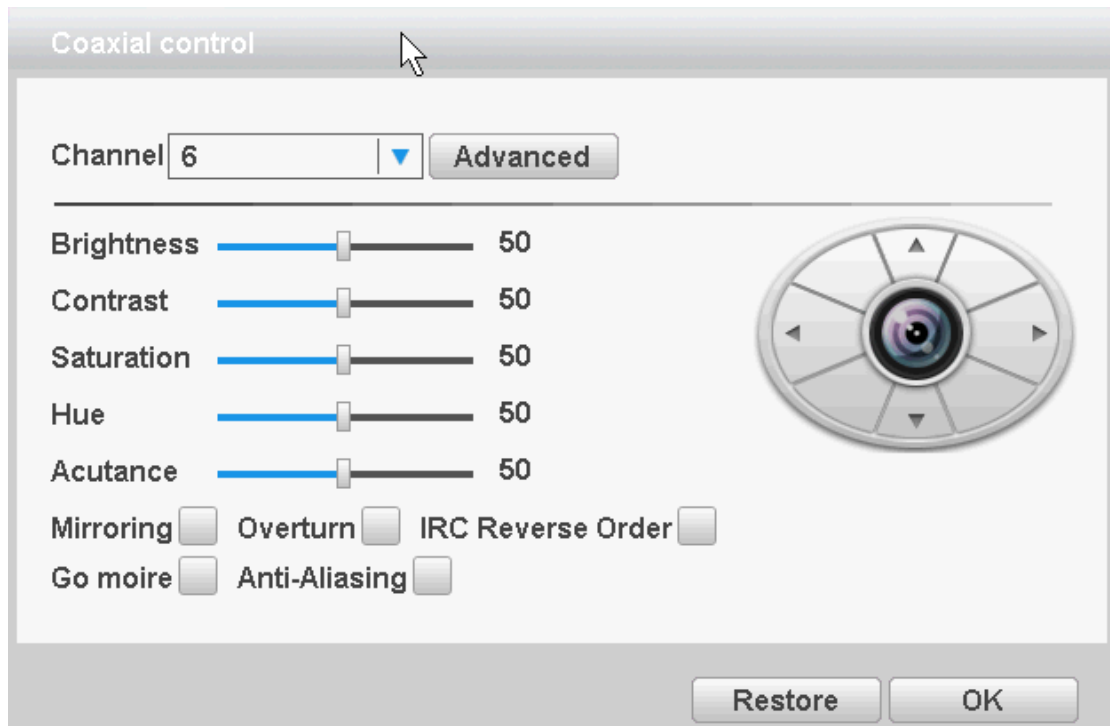 Coaxial control
Channel 6 Advanced
Brightness 50
Contrast 50
Saturation 50
Hue 50
Acutance 50
Mirroring Overturn IRC Reverse Order
Go moire Anti-Aliasing
Restore OK